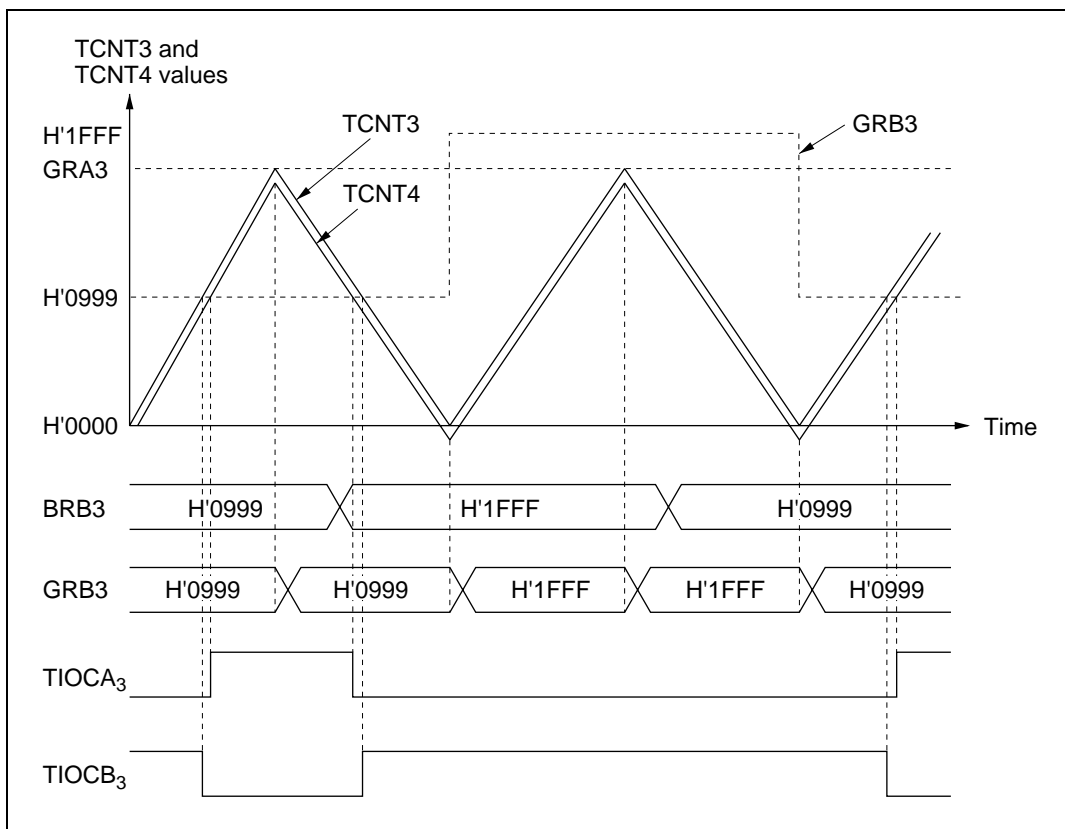 TCNT3 and
TCNT4 values
H'1FFF
TCNT3
GRB3
GRA3
TCNT4
H'0999
H'0000
Time
BRB3
H'0999
H'1FFF
H'0999
GRB3
H'0999
H'0999
H'1FFF
H'1FFF
H'0999
TIOCA3
TIOCB3